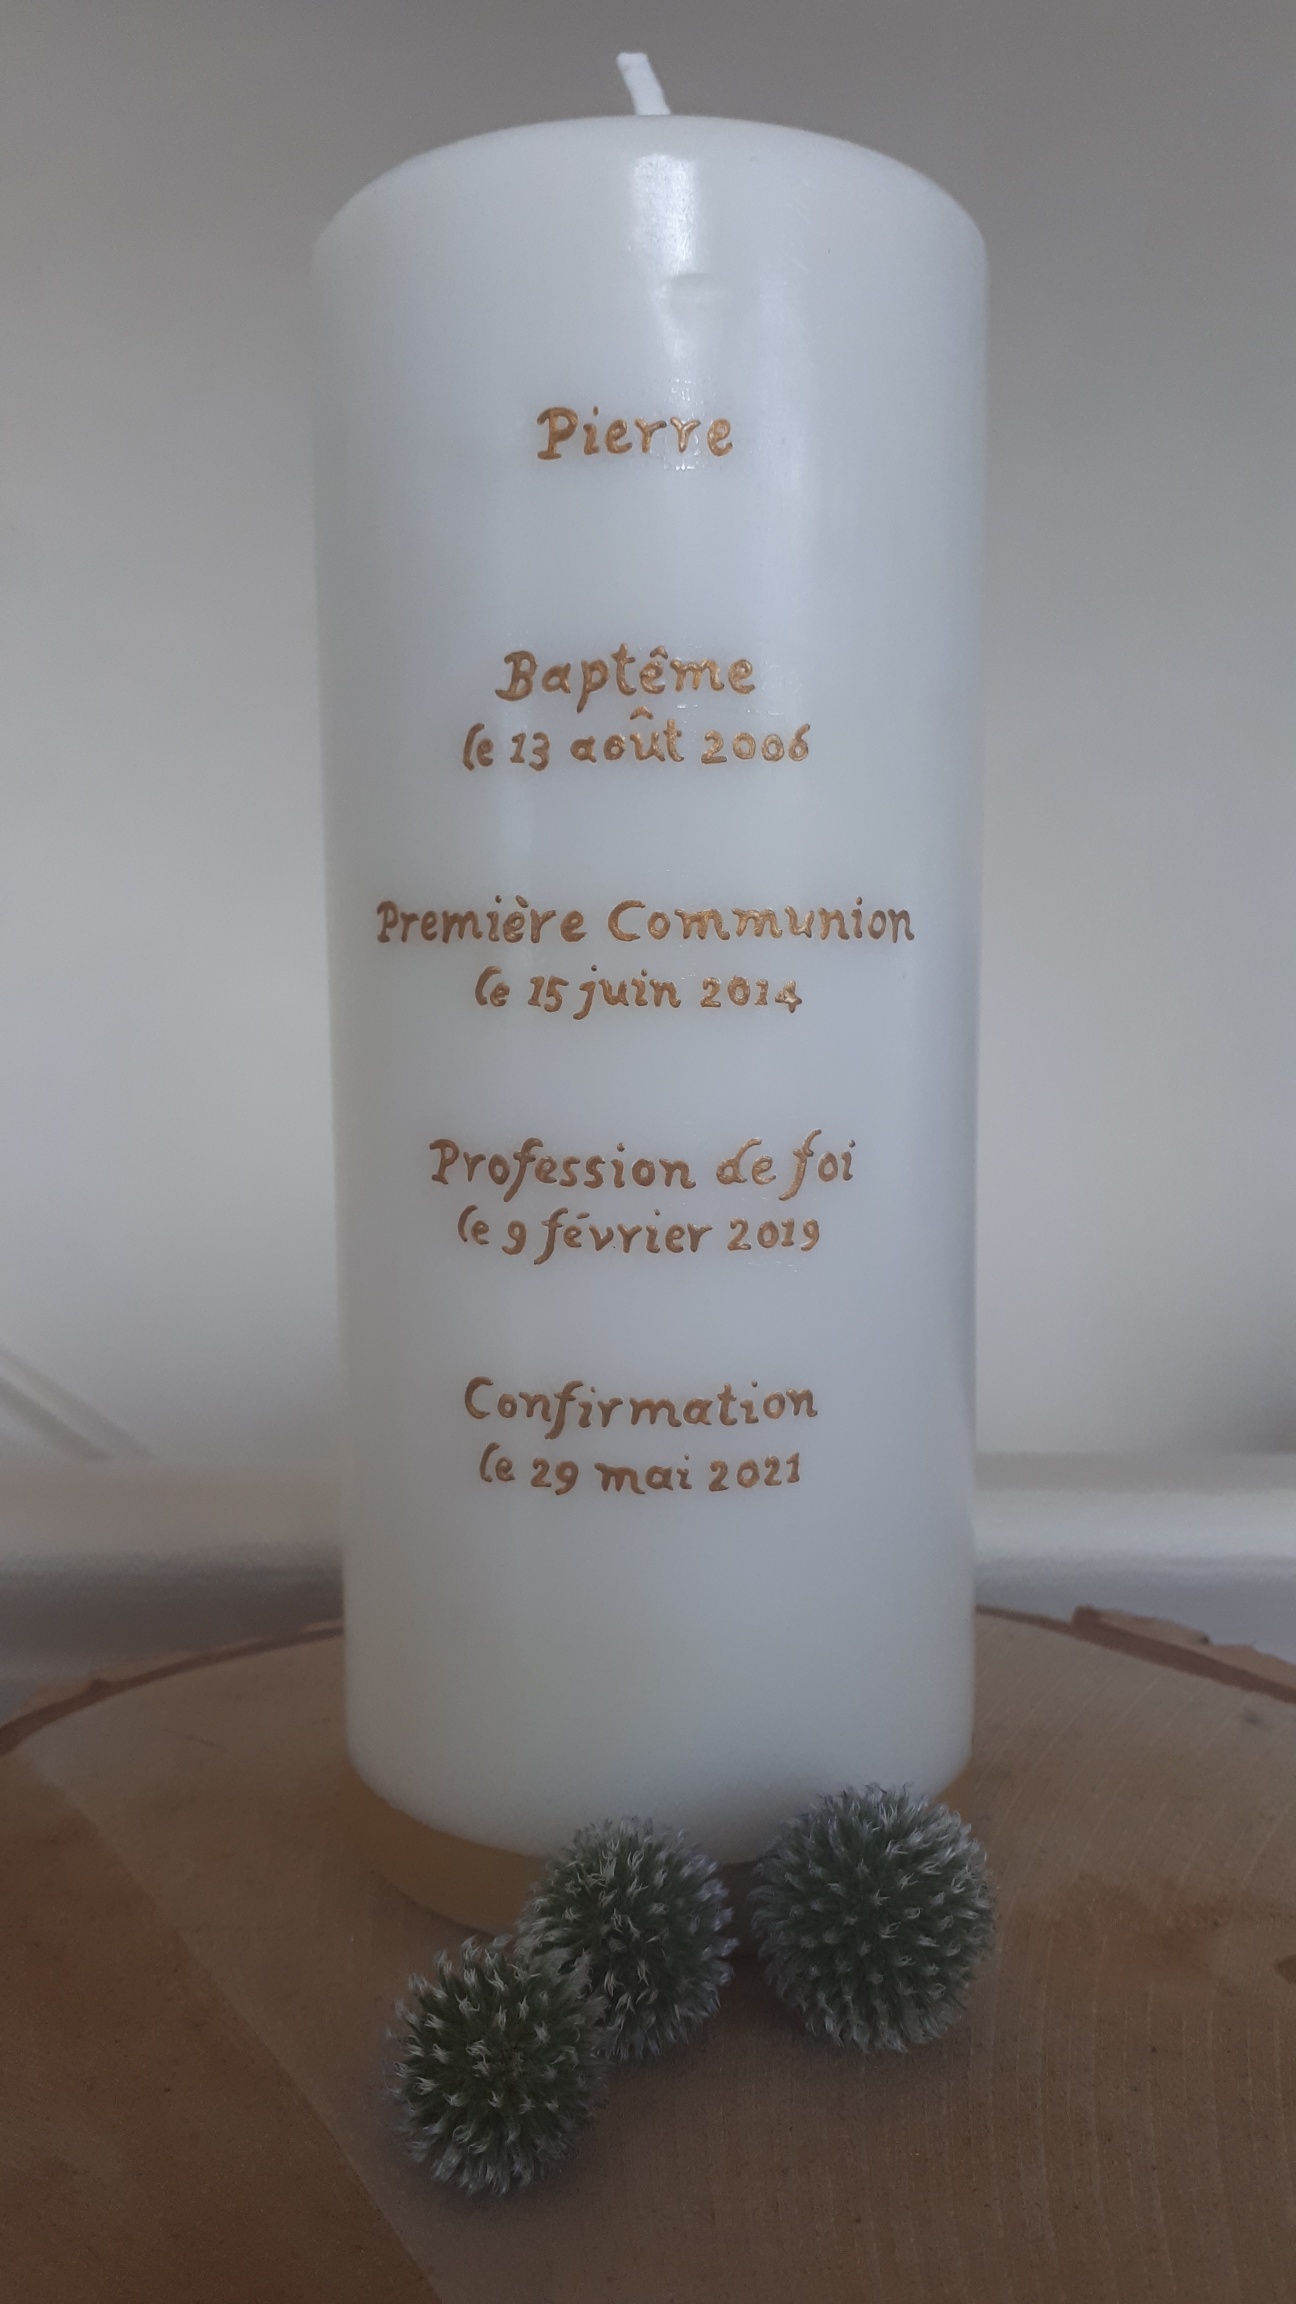 Pierre
Baptême
le 13 août 2006
Première Communion
le 15 juin 2014
Profession de foi
le 9 février 2019
Confirmation
le 29 mai 2021